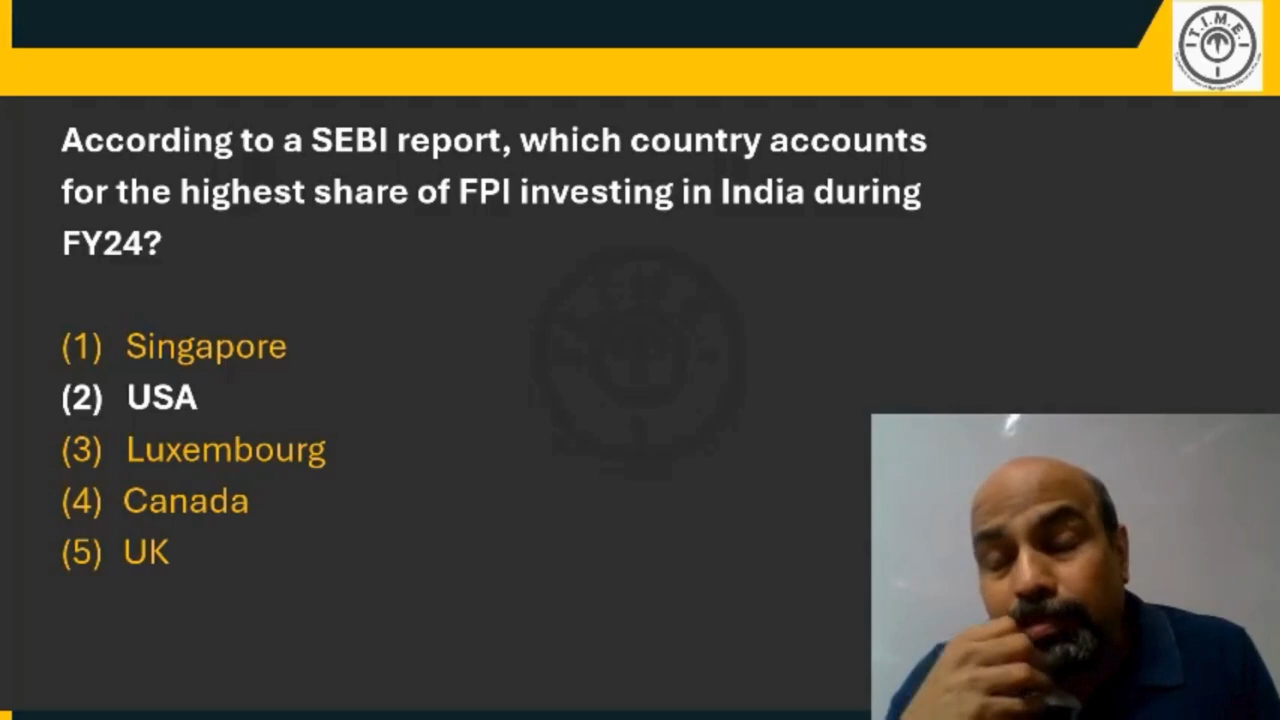 T.I.M.E.
According to a SEBI report, which country accounts
for the highest share of FPI investing in India during
FY24?
(1) Singapore
(2) USA
(3) Luxembourg
(4) Canada
(5) UK